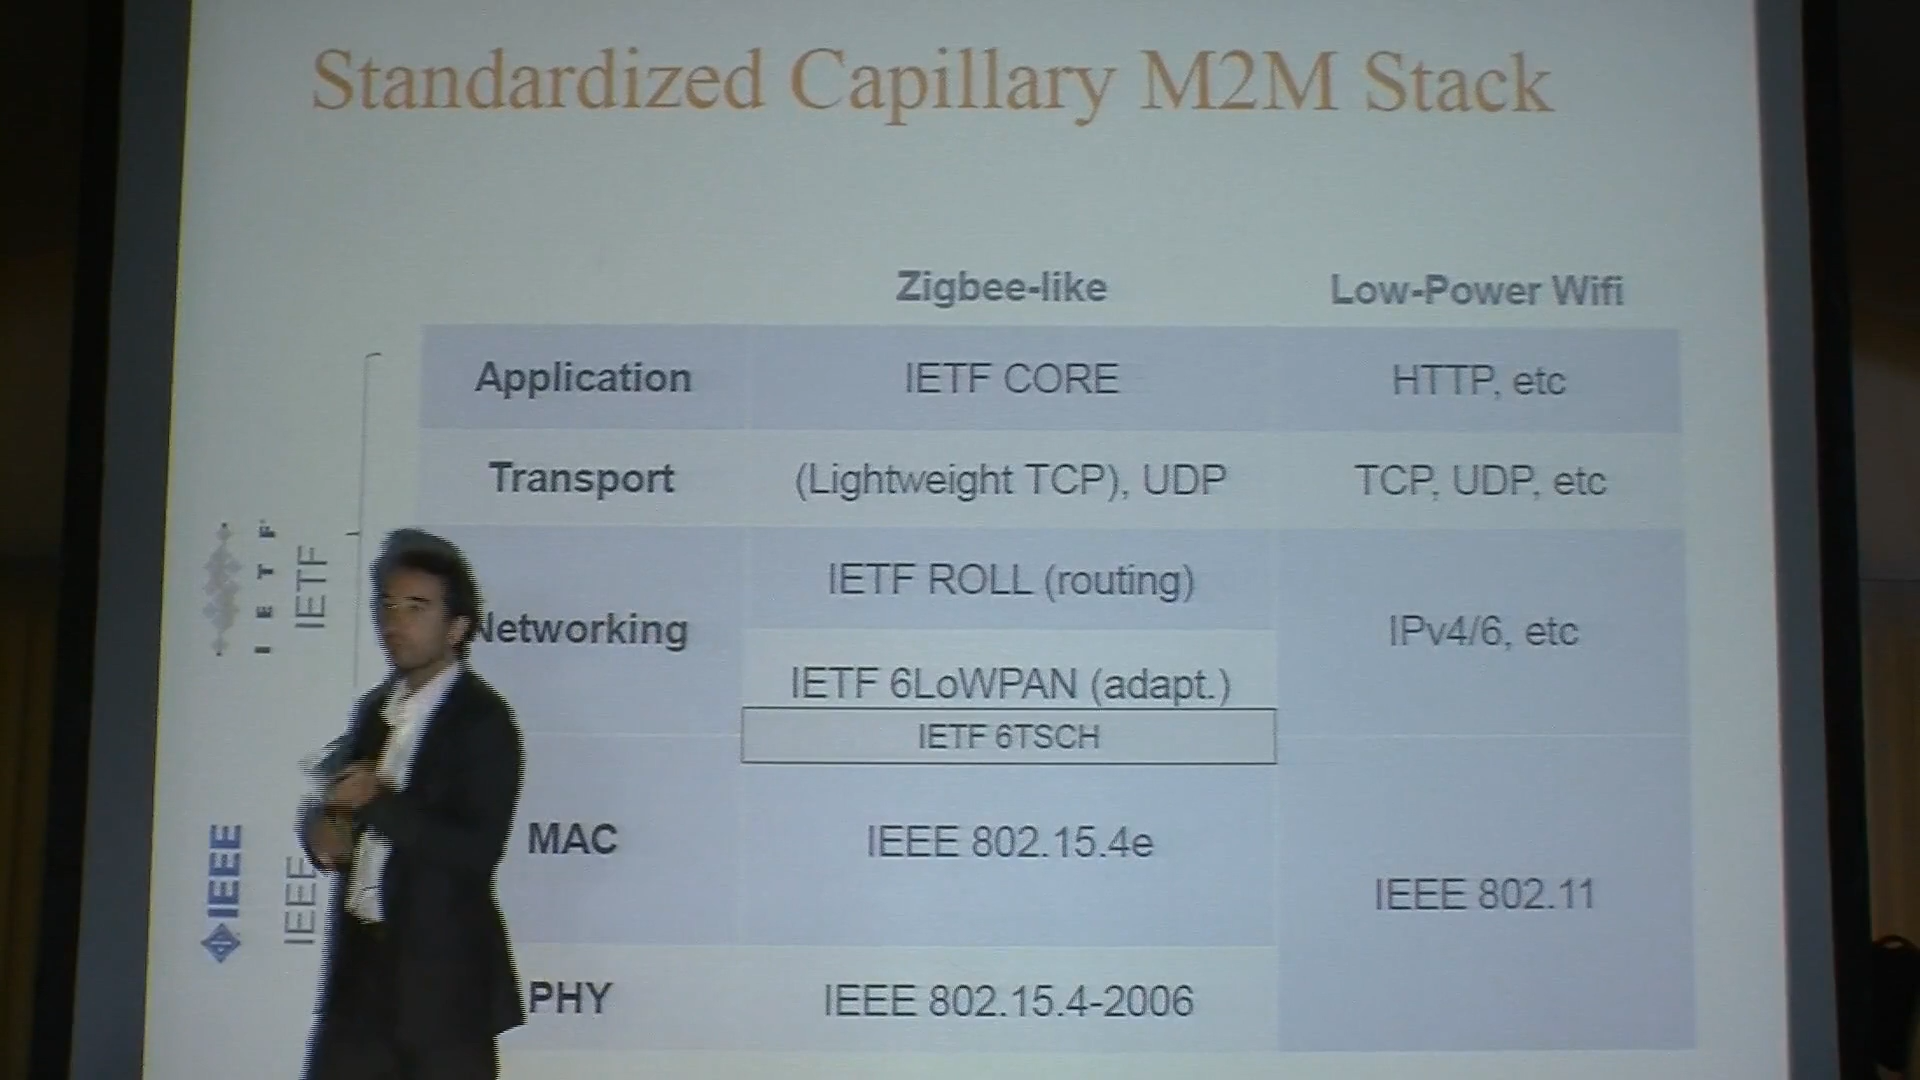 Standardized Capillary M2M Stack
Zigbee-like Low-Power Wifi
Application IETF CORE HTTP, etc
Transport (Lightweight TCP), UDP TCP, UDP, etc
IETF ROLL (routing)
Networking IPv4/6, etc
IETF 6LoWPAN (adapt.)
IETF 6TSCH
MAC IEEE 802.15.4e
IEEE 802.11
PHY IEEE 802.15.4-2006
I E T F
IETF
IEEE
IEEE